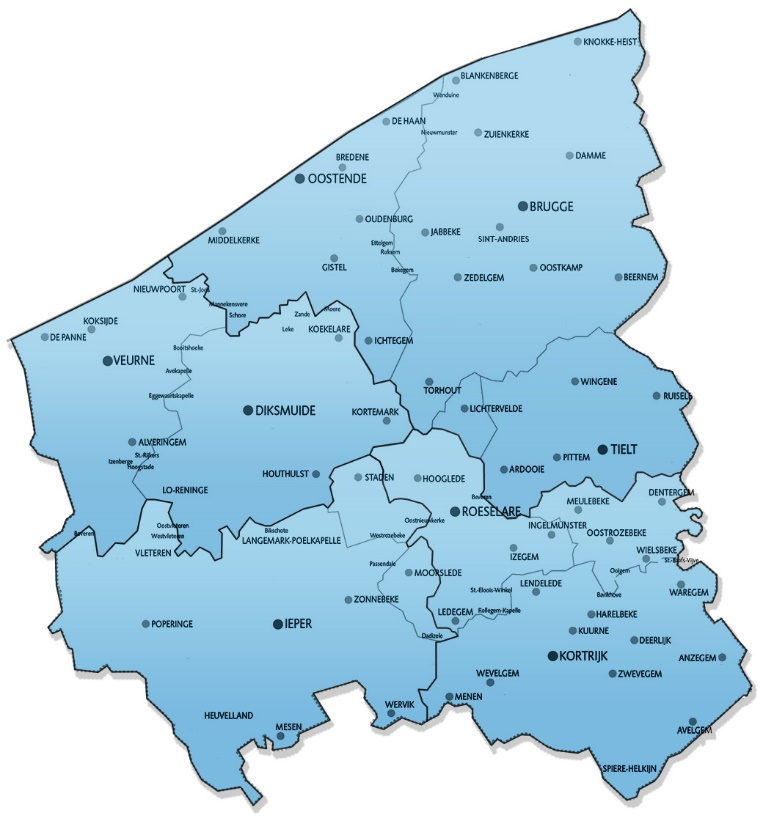 KNOKKE-HEIST
BLANKENBERGE
Wenduine
DE HAAN
Nieuwmunster
ZUIENKERKE
BREDENE
DAMME
OOSTENDE
BRUGGE
OUDENBURG
JABBEKE
SINT-ANDRIES
MIDDELKERKE
Ettelgem
Roksem
GISTEL
Bekegem
ZEDELGEM
OOSTKAMP
BEERNEM
NIEUWPOORT
St.-Joris
Mannekensvere
Schore
Zande
Moere
KOKSIJDE
DE PANNE
Leke
KOEKELARE
ICHTEGEM
Booitshoeke
VEURNE
Avekapelle
Eggewaertskapelle
TORHOUT
WINGENE
RUISELE
DIKSMUIDE
KORTEMARK
LICHTERVELDE
ALVERINGEM
St.-Rijkers
Izenberge
Hoogstade
TIELT
PITTEM
ARDOOIE
HOUTHULST
STADEN
HOOGLEDE
LO-RENINGE
Beveren
DENTERGEM
MEULEBEKE
ROESELARE
Oostnieuwkerke
Oostvleteren
Westvleteren
Beveren
Bikschote
LANGEMARK-POELKAPELLE
Westrozebeke
INGELMUNSTER
OOSTROZEBEKE
VLETEREN
IZEGEM
WIELSBEKE
St.-Baafs-Vijve
Passendale
MOORSLEDE
Ooigem
LENDELEDE
St.-Eloois-Winkel
Bavikhove
WAREGEM
ZONNEBEKE
Rollegem-Kapelle
LEDEGEM
HARELBEKE
POPERINGE
IEPER
KUURNE
Dadizele
DEERLIJK
KORTRIJK
ANZEGEM
WEVELGEM
ZWEVEGEM
MENEN
WERVIK
HEUVELLAND
MESEN
AVELGEM
SPIERE-HELKIJN